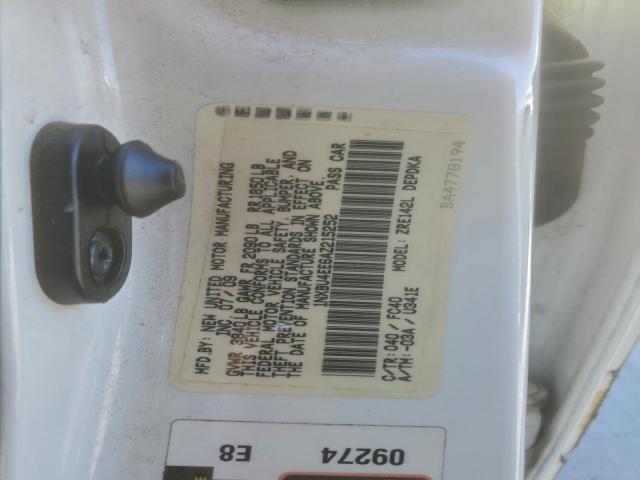 MFD BY: NEW UNITED MOTOR MANUFACTURING
INC. 07/09
GVWR 3840LB GAWR FR 2090LB RR 1850LB
THIS VEHICLE CONFORMS TO ALL APPLICABLE
FEDERAL MOTOR VEHICLE SAFETY, BUMPER, AND
THEFT PREVENTION STANDARDS IN EFFECT ON
THE DATE OF MANUFACTURE SHOWN ABOVE.
1NXBU4EE6AZ215252 PASS CAR
C/TR:040/FC40 MODEL: ZRE142L DEPDKA
A/TM:-03A/U341E
BA4778194
09274
E8